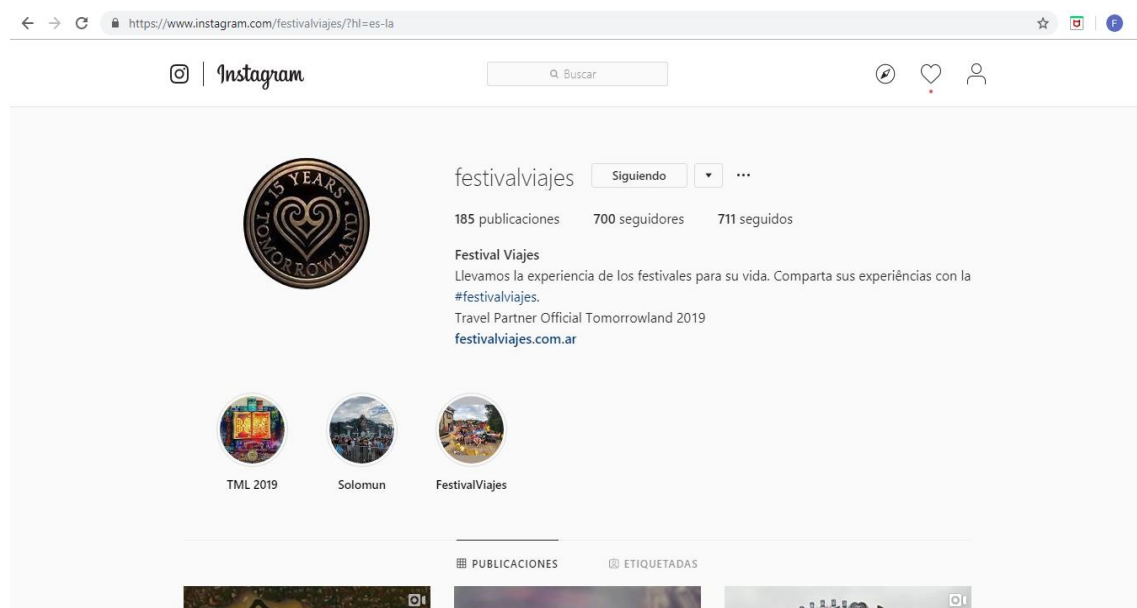 https://www.instagram.com/festivalviajes/?hl=es-la
F
Instagram
Buscar
15 YEARS
TOMORROWLAND
festivalviajes
Siguiendo
185 publicaciones 700 seguidores 711 seguidos
Festival Viajes
Llevamos la experiencia de los festivales para su vida. Comparta sus experiências con la
#festivalviajes.
Travel Partner Official Tomorrowland 2019
festivalviajes.com.ar
TML 2019 Solomun FestivalViajes
PUBLICACIONES ETIQUETADAS